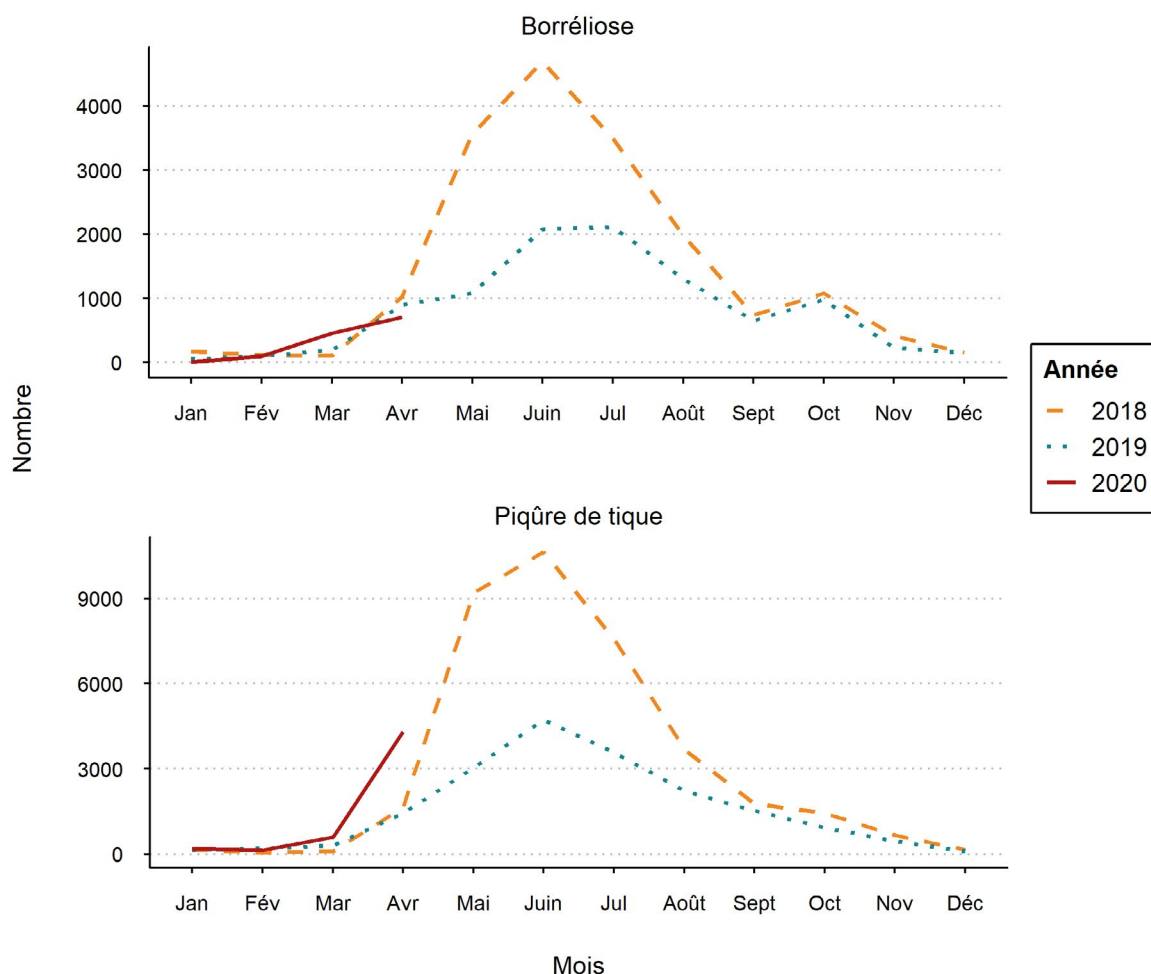 Borréliose
4000
3000
2000
1000
0
Jan Fév Mar Avr Mai Juin Jul Août Sept Oct Nov Déc
Nombre
Année
2018
2019
2020
Piqûre de tique
9000
6000
3000
0
Jan Fév Mar Avr Mai Juin Jul Août Sept Oct Nov Déc
Mois